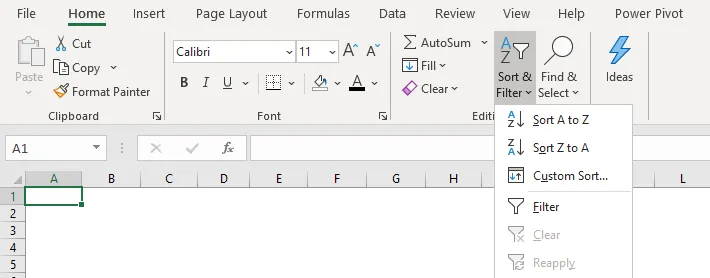 File Home Insert Page Layout Formulas Data Review View Help Power Pivot
Paste
Cut
Copy
Format Painter
Clipboard
Calibri 11 A A
B I U A
Font
AutoSum
Fill
Clear
Sort & Filter
Find & Select
Ideas
A1 fx
Sort A to Z
Sort Z to A
Custom Sort...
Filter
Clear
Reapply
A B C D E F G H L
1
2
3
4
5